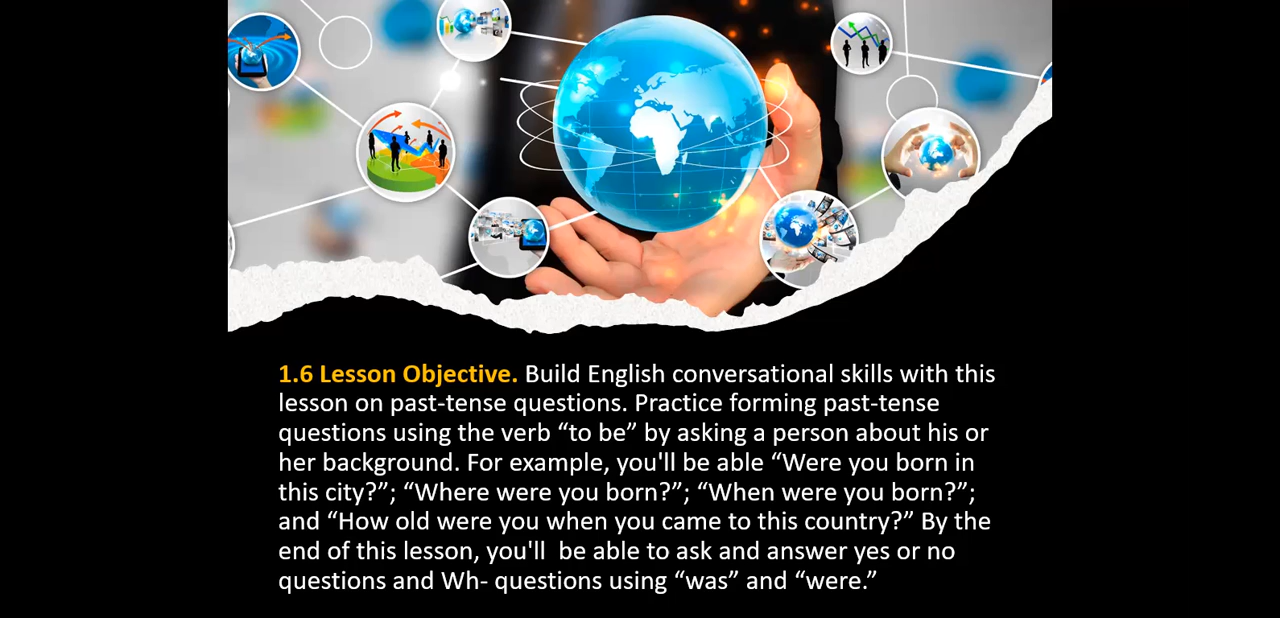 1.6 Lesson Objective. Build English conversational skills with this
lesson on past-tense questions. Practice forming past-tense
questions using the verb “to be” by asking a person about his or
her background. For example, you'll be able “Were you born in
this city?”; “Where were you born?”; “When were you born?”;
and “How old were you when you came to this country?” By the
end of this lesson, you'll  be able to ask and answer yes or no
questions and Wh- questions using “was” and “were.”